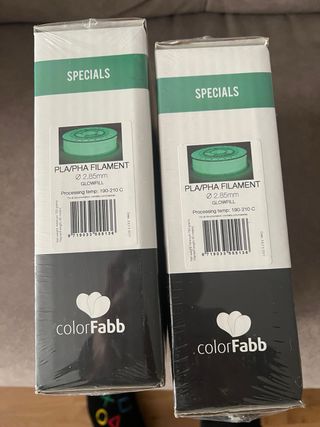 SPECIALS
PLA/PHA FILAMENT
Ø 2,85mm
GLOWFILL
Processing temp: 190-210 C
colorFabb
SPECIALS
PLA/PHA FILAMENT
Ø 2,85mm
GLOWFILL
Processing temp: 190-210 C
colorFabb